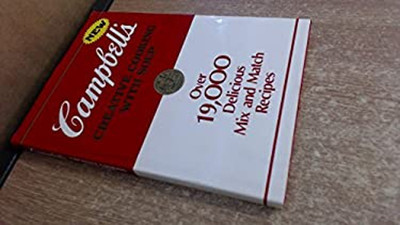 NEW
Campbell's
CREATIVE COOKING
WITH SOUP
Over
19,000
Delicious
Mix and Match
Recipes